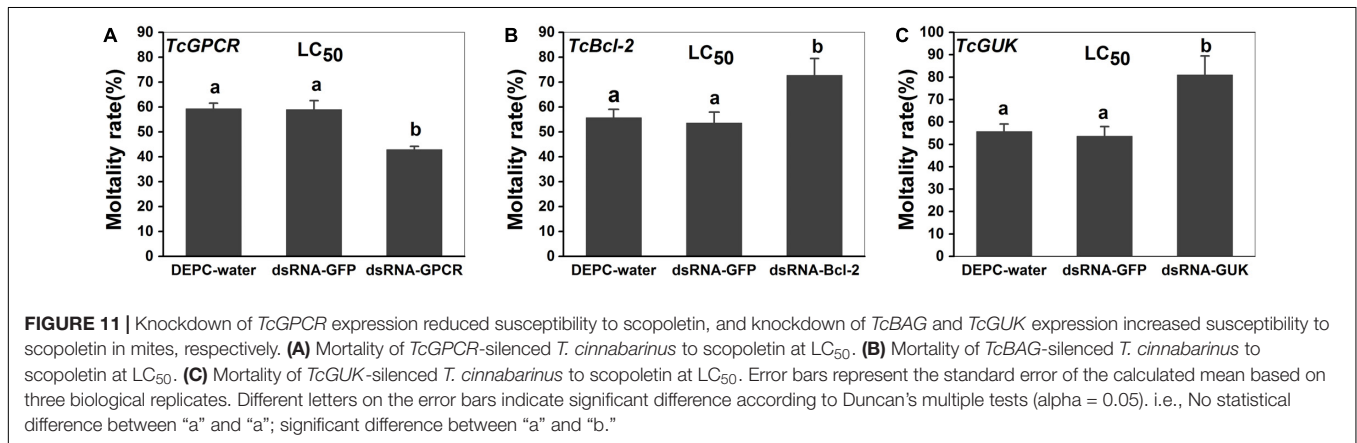 A TcGPCR LC50
Moltality rate(%)
90
80
70
60
50
40
30
20
10
0
a
a
b
DEPC-water dsRNA-GFP dsRNA-GPCR
B TcBcl-2 LC50
Moltality rate(%)
90
80
70
60
50
40
30
20
10
0
a
a
b
DEPC-water dsRNA-GFP dsRNA-Bcl-2
C TcGUK LC50
Moltality rate(%)
100
90
80
70
60
50
40
30
20
10
0
a
a
b
DEPC-water dsRNA-GFP dsRNA-GUK
FIGURE 11 | Knockdown of TcGPCR expression reduced susceptibility to scopoletin, and knockdown of TcBAG and TcGUK expression increased susceptibility to
scopoletin in mites, respectively. (A) Mortality of TcGPCR-silenced T. cinnabarinus to scopoletin at LC50. (B) Mortality of TcBAG-silenced T. cinnabarinus to
scopoletin at LC50. (C) Mortality of TcGUK-silenced T. cinnabarinus to scopoletin at LC50. Error bars represent the standard error of the calculated mean based on
three biological replicates. Different letters on the error bars indicate significant difference according to Duncan's multiple tests (alpha = 0.05). i.e., No statistical
difference between "a" and "a"; significant difference between "a" and "b."